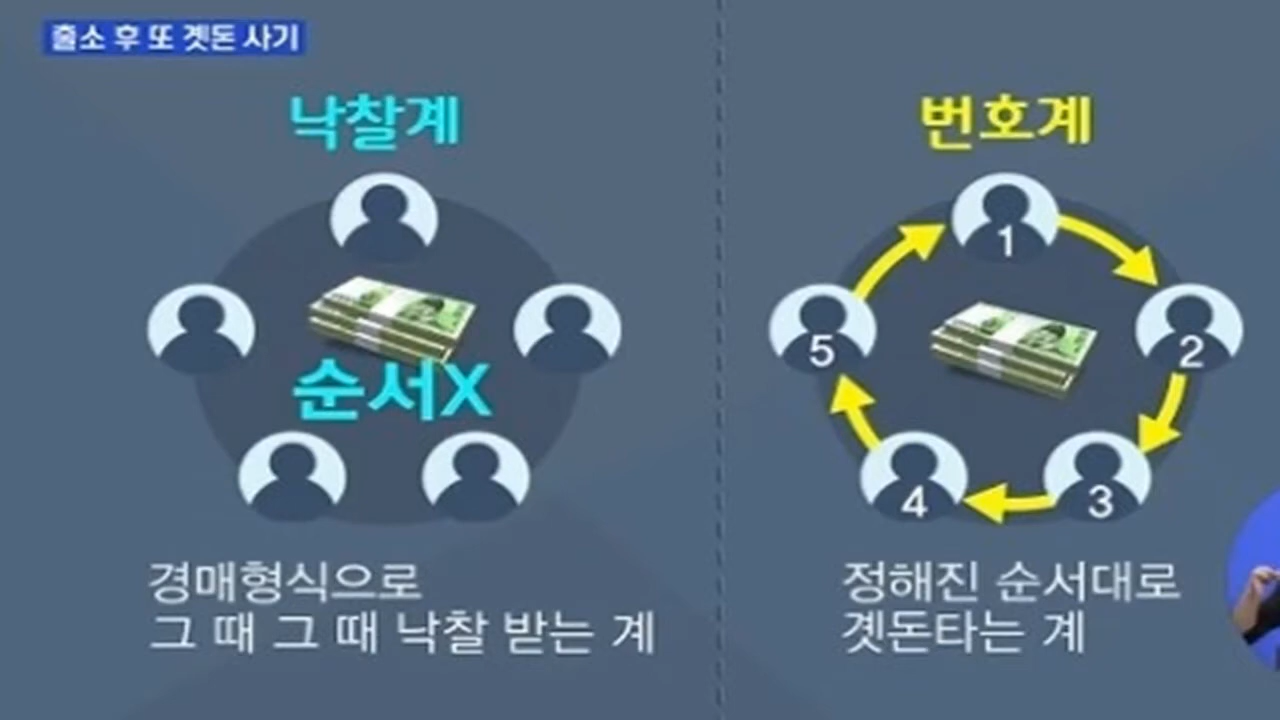 출소 후 또 곗돈 사기
낙찰계
순서X
경매형식으로
그 때 그 때 낙찰 받는 계
번호계
1
2
3
4
5
정해진 순서대로
곗돈타는 계